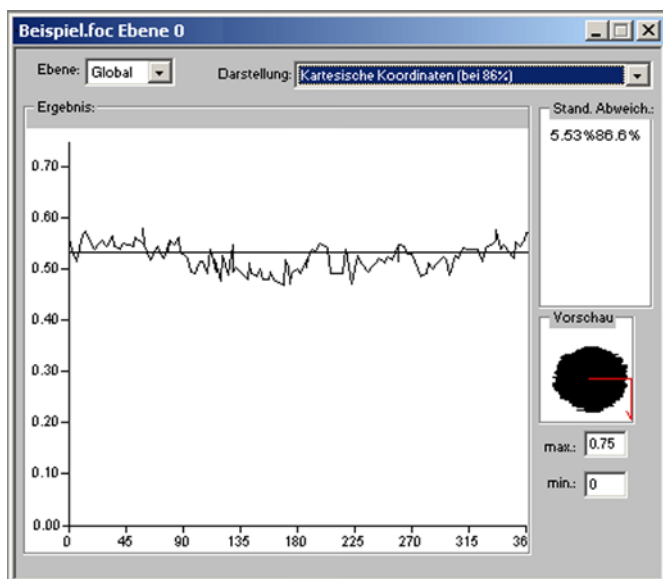 Beispiel.foc Ebene 0
Ebene: Global
Darstellung: Kartesische Koordinaten (bei 86%)
Ergebnis:
Stand. Abweich.:
5.53%86.6%
0.70
0.60
0.50
0.40
0.30
0.20
0.10
0.00
0 45 90 135 180 225 270 315 36
Vorschau
max.: 0.75
min.: 0